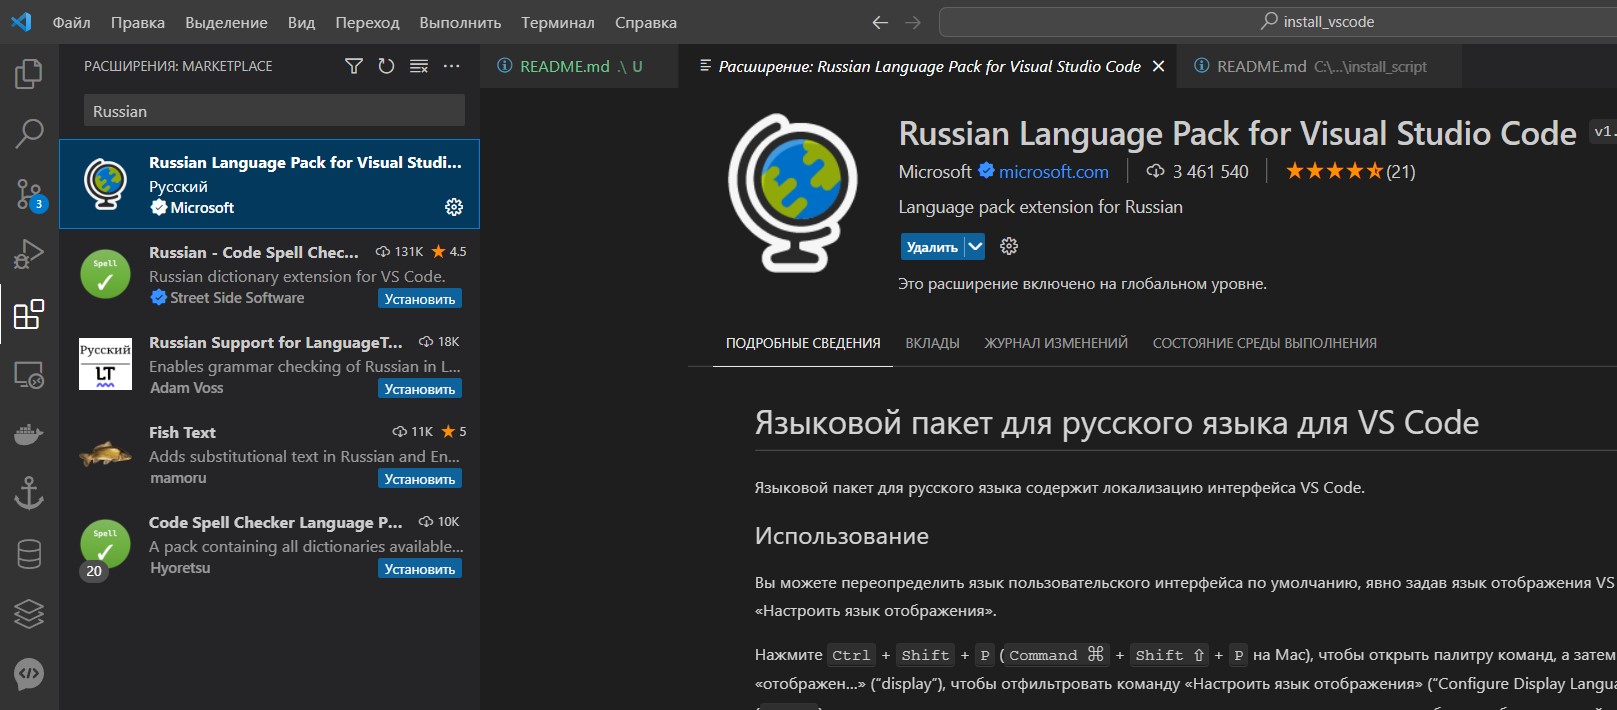 Файл Правка Выделение Вид Переход Выполнить Терминал Справка
install_vscode
РАСШИРЕНИЯ: MARKETPLACE
README.md .\ U
Расширение: Russian Language Pack for Visual Studio Code
README.md C:\...\install_script
Russian
Russian Language Pack for Visual Studi...
Русский
Microsoft
3
Russian - Code Spell Chec... 131K 4.5
Russian dictionary extension for VS Code.
Street Side Software Установить
Spell
Russian Support for LanguageT... 18K
Enables grammar checking of Russian in L...
Adam Voss Установить
Русский
LT
Fish Text 11K 5
Adds substitutional text in Russian and En...
mamoru Установить
Code Spell Checker Language P... 10K
A pack containing all dictionaries available...
Hyoretsu Установить
Spell
20
Russian Language Pack for Visual Studio Code v1.
Microsoft microsoft.com 3 461 540 (21)
Language pack extension for Russian
Удалить
Это расширение включено на глобальном уровне.
ПОДРОБНЫЕ СВЕДЕНИЯ ВКЛАДЫ ЖУРНАЛ ИЗМЕНЕНИЙ СОСТОЯНИЕ СРЕДЫ ВЫПОЛНЕНИЯ
Языковой пакет для русского языка для VS Code
Языковой пакет для русского языка содержит локализацию интерфейса VS Code.
Использование
Вы можете переопределить язык пользовательского интерфейса по умолчанию, явно задав язык отображения VS
«Настроить язык отображения».
Нажмите Ctrl + Shift + P (Command ⌘ + Shift ⇧ + P на Mac), чтобы открыть палитру команд, а затем
«отображен...» ("display"), чтобы отфильтровать команду «Настроить язык отображения» ("Configure Display Langua